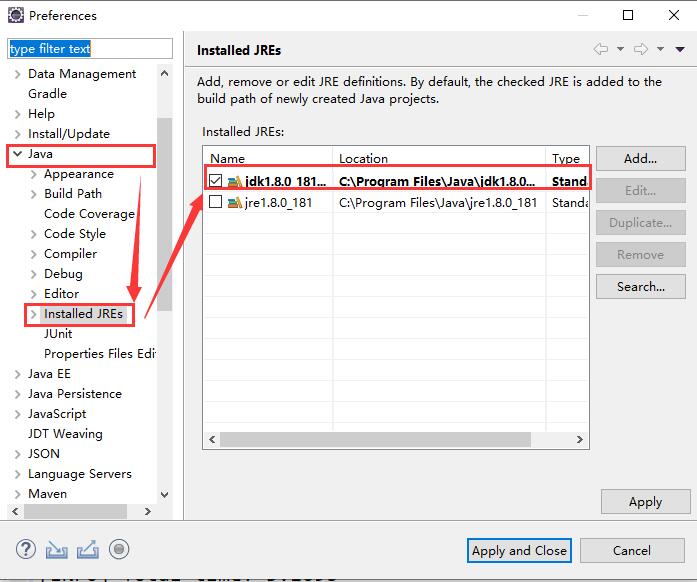 Preferences
type filter text
Data Management
Gradle
Help
Install/Update
Java
Appearance
Build Path
Code Coverage
Code Style
Compiler
Debug
Editor
Installed JREs
JUnit
Properties Files Edi
Java EE
Java Persistence
JavaScript
JDT Weaving
JSON
Language Servers
Maven
Installed JREs
Add, remove or edit JRE definitions. By default, the checked JRE is added to the
build path of newly created Java projects.
Installed JREs:
Name Location Type
jdk1.8.0_181... C:\Program Files\Java\jdk1.8.0... Standa
jre1.8.0_181 C:\Program Files\Java\jre1.8.0_181 Standa
Add...
Edit...
Duplicate...
Remove
Search...
Apply
Apply and Close
Cancel